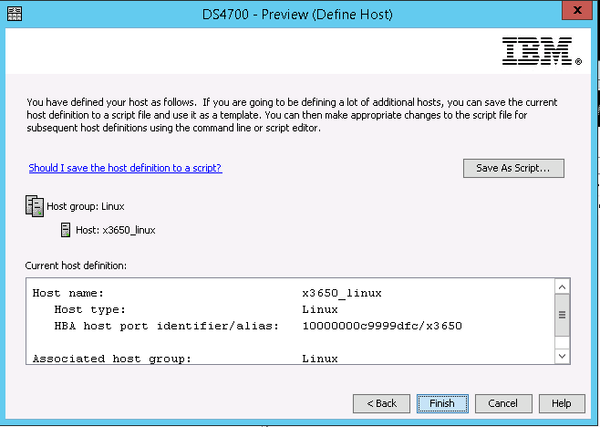 DS4700 - Preview (Define Host)
x
IBM®
You have defined your host as follows. If you are going to be defining a lot of additional hosts, you can save the current
host definition to a script file and use it as a template. You can then make appropriate changes to the script file for
subsequent host definitions using the command line or script editor.
Should I save the host definition to a script?
Save As Script...
Host group: Linux
Host: x3650_linux
Current host definition:
Host name: x3650_linux
Host type: Linux
HBA host port identifier/alias: 10000000c9999dfc/x3650
Associated host group: Linux
< Back
Finish
Cancel
Help